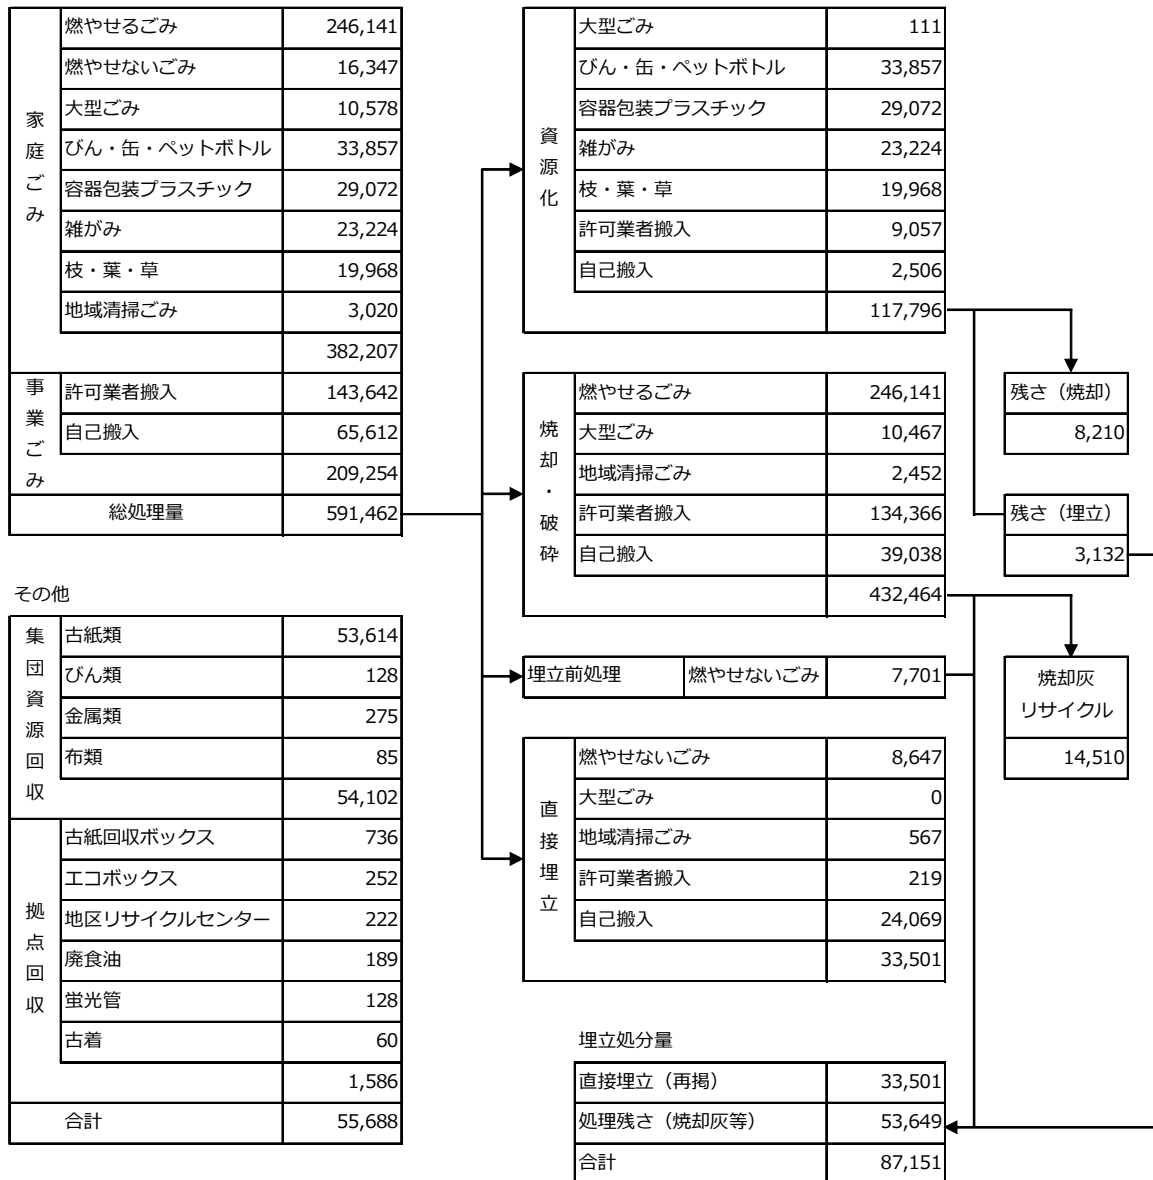 家庭ごみ
燃やせるごみ 246,141
燃やせないごみ 16,347
大型ごみ 10,578
びん・缶・ペットボトル 33,857
容器包装プラスチック 29,072
雑がみ 23,224
枝・葉・草 19,968
地域清掃ごみ 3,020
382,207
事業ごみ
許可業者搬入 143,642
自己搬入 65,612
209,254
総処理量 591,462
その他
集団資源回収
古紙類 53,614
びん類 128
金属類 275
布類 85
54,102
拠点回収
古紙回収ボックス 736
エコボックス 252
地区リサイクルセンター 222
廃食油 189
蛍光管 128
古着 60
1,586
合計 55,688
資源化
大型ごみ 111
びん・缶・ペットボトル 33,857
容器包装プラスチック 29,072
雑がみ 23,224
枝・葉・草 19,968
許可業者搬入 9,057
自己搬入 2,506
117,796
焼却・破砕
燃やせるごみ 246,141
大型ごみ 10,467
地域清掃ごみ 2,452
許可業者搬入 134,366
自己搬入 39,038
432,464
埋立前処理 燃やせないごみ 7,701
直接埋立
燃やせないごみ 8,647
大型ごみ 0
地域清掃ごみ 567
許可業者搬入 219
自己搬入 24,069
33,501
埋立処分量
直接埋立（再掲） 33,501
処理残さ（焼却灰等） 53,649
合計 87,151
残さ（焼却）
8,210
残さ（埋立）
3,132
焼却灰
リサイクル
14,510